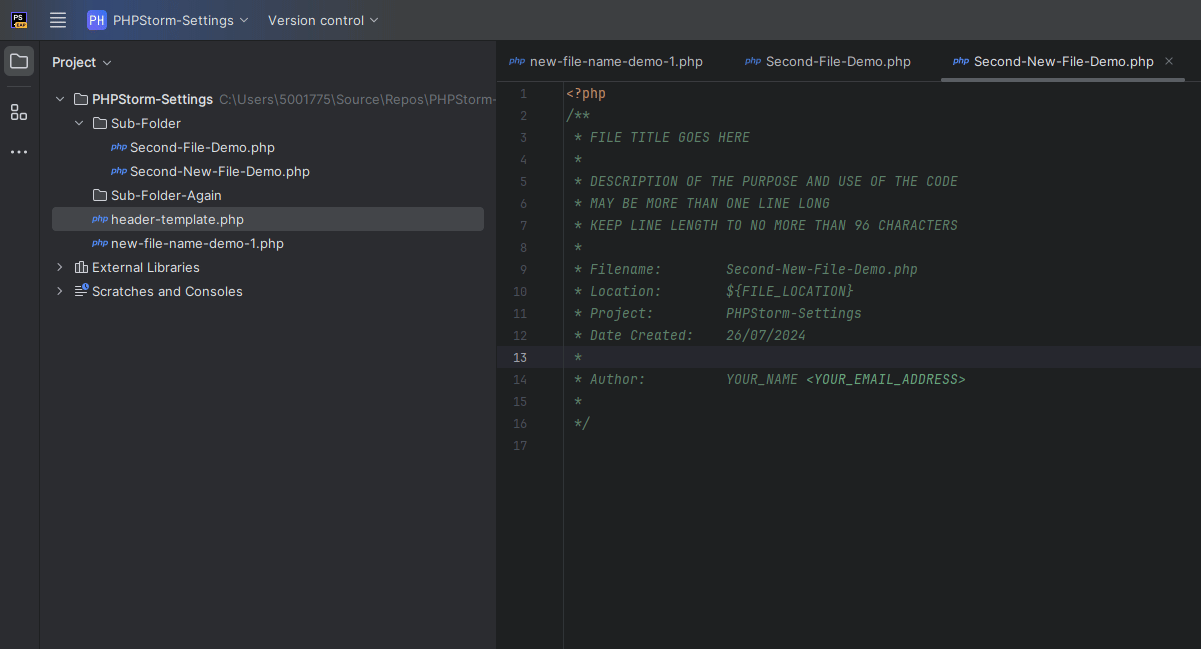 PS
EAP
PH PHPStorm-Settings Version control
Project
PHPStorm-Settings C:\Users\5001775\Source\Repos\PHPStorm-
Sub-Folder
php Second-File-Demo.php
php Second-New-File-Demo.php
Sub-Folder-Again
php header-template.php
php new-file-name-demo-1.php
External Libraries
Scratches and Consoles
php new-file-name-demo-1.php php Second-File-Demo.php php Second-New-File-Demo.php
1 <?php
2 /**
3 * FILE TITLE GOES HERE
4 *
5 * DESCRIPTION OF THE PURPOSE AND USE OF THE CODE
6 * MAY BE MORE THAN ONE LINE LONG
7 * KEEP LINE LENGTH TO NO MORE THAN 96 CHARACTERS
8 *
9 * Filename: Second-New-File-Demo.php
10 * Location: ${FILE_LOCATION}
11 * Project: PHPStorm-Settings
12 * Date Created: 26/07/2024
13 *
14 * Author: YOUR_NAME <YOUR_EMAIL_ADDRESS>
15 *
16 */
17